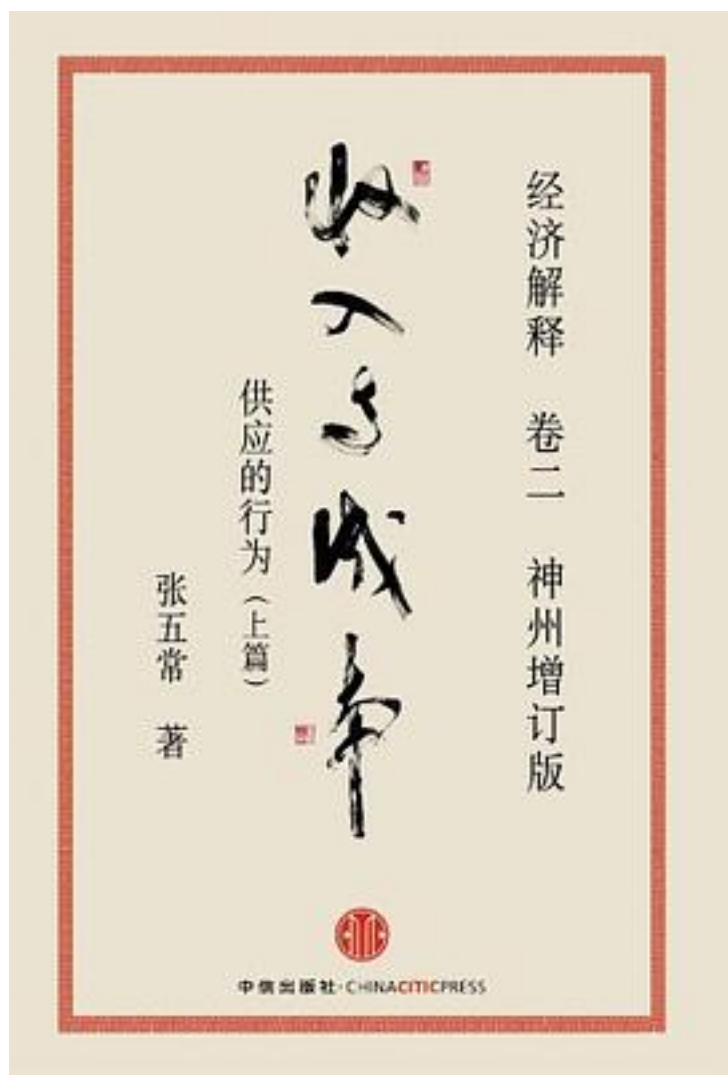 经济解释 卷二 神州增订版
收入与成本
供应的行为（上篇）
张五常 著
中信出版社·CHINACITICPRESS